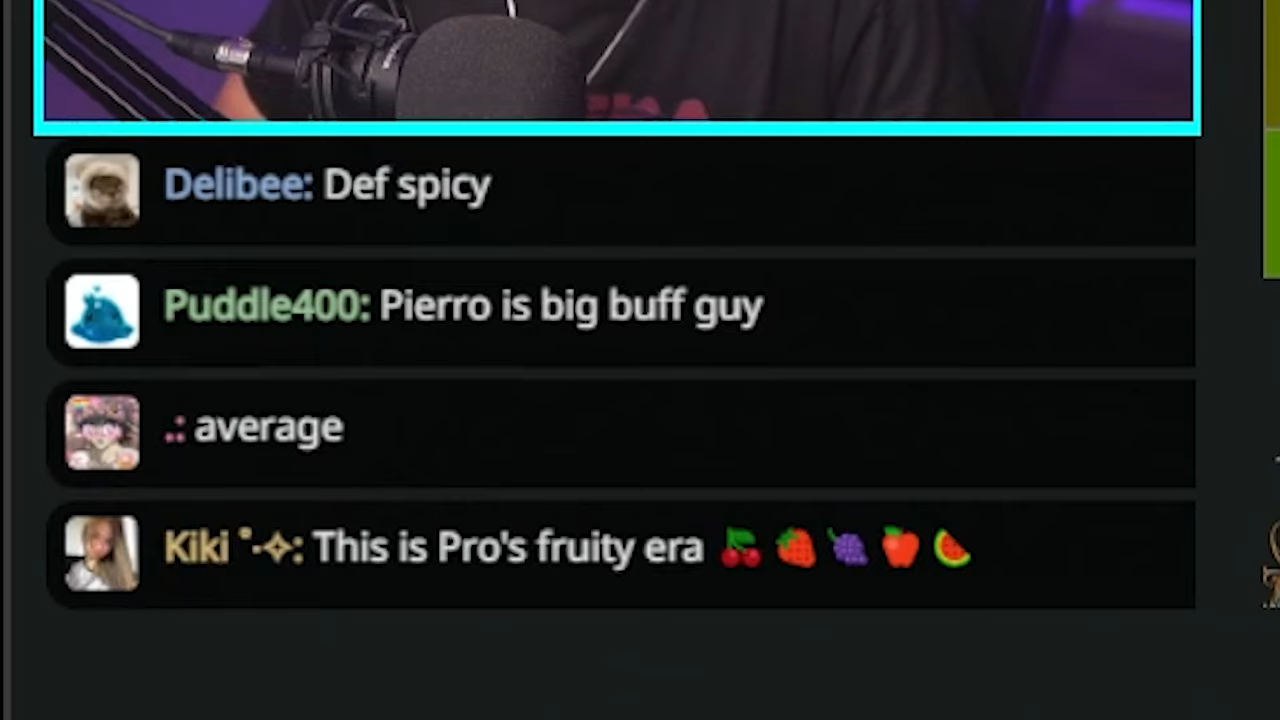 Delibee: Def spicy
Puddle400: Pierro is big buff guy
.: average
Kiki ˚‧✧: This is Pro's fruity era 🍒 🍓 🍇 🍎 🍉